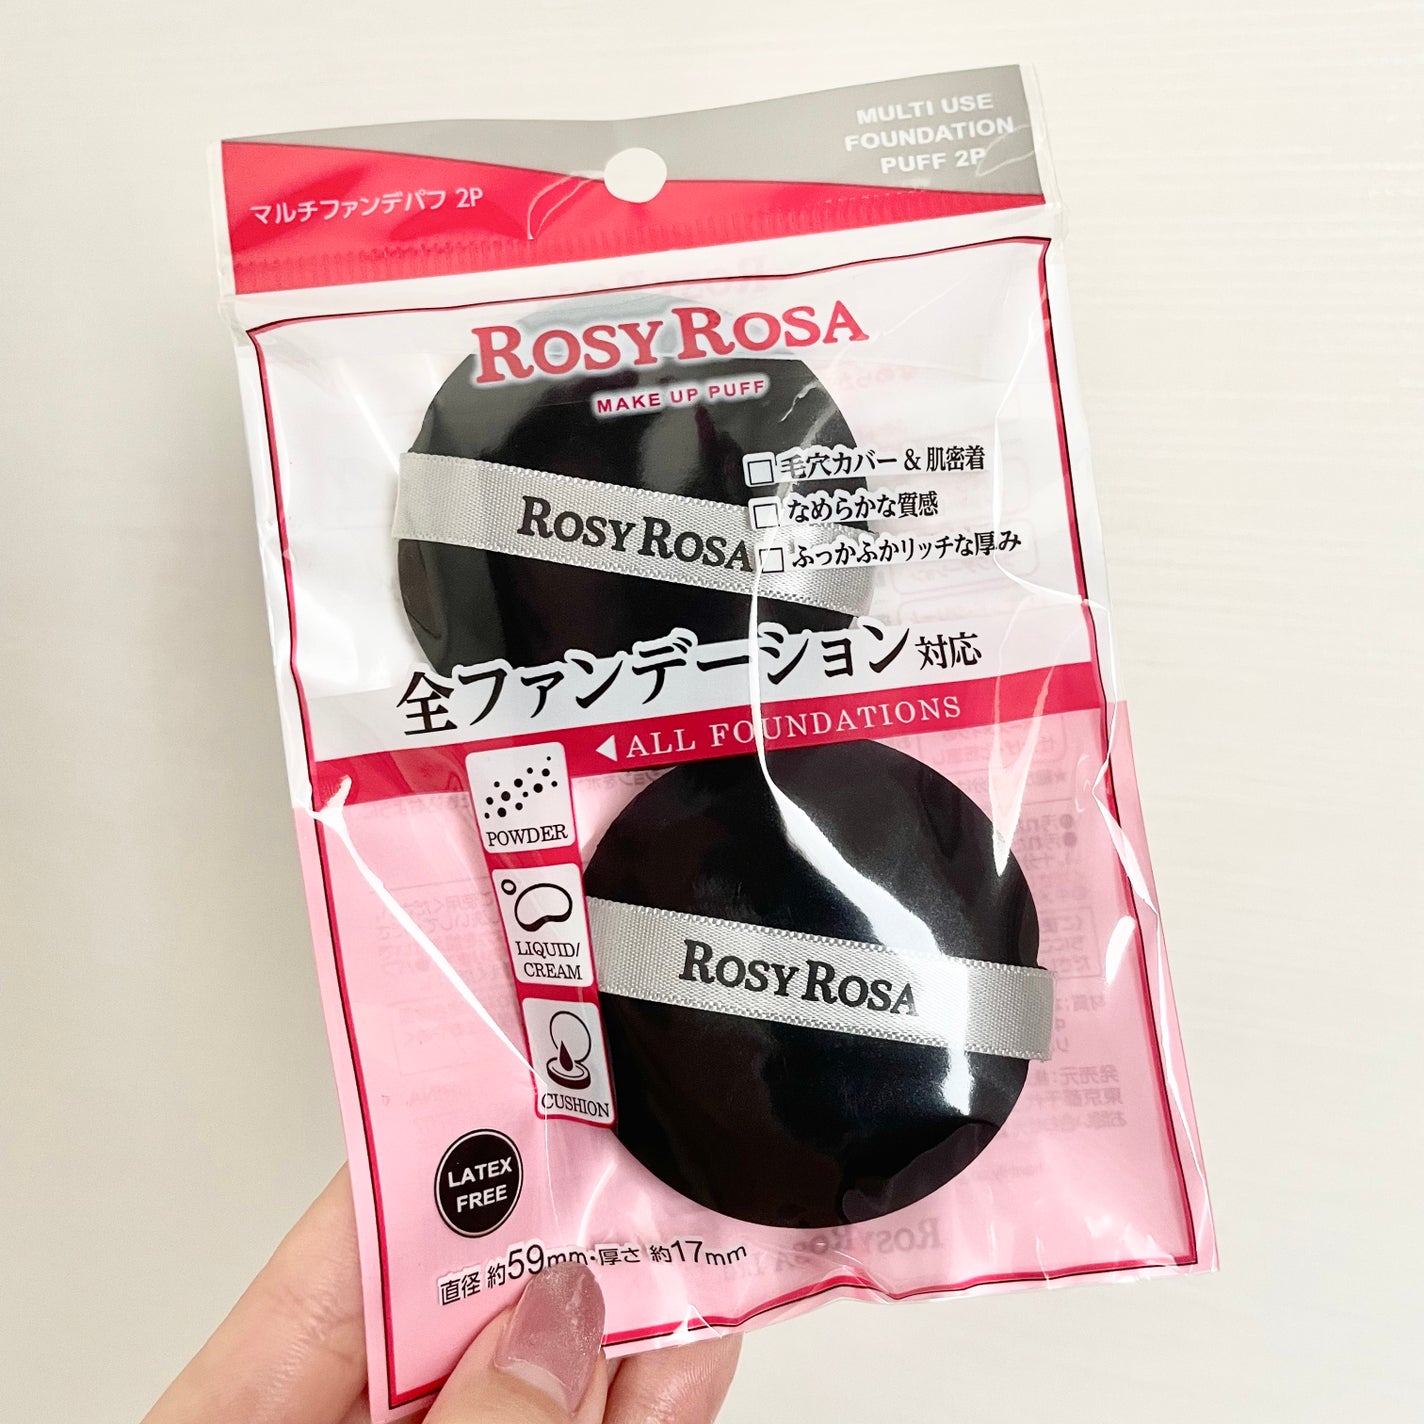 MULTI USE
FOUNDATION
PUFF 2P
マルチファンデパフ 2P
ROSY ROSA
MAKE UP PUFF
毛穴カバー & 肌密着
なめらかな質感
ふっかふかリッチな厚み
ROSY ROSA
全ファンデーション対応
ALL FOUNDATIONS
POWDER
LIQUID/
CREAM
CUSHION
ROSY ROSA
LATEX
FREE
直径 約59mm・厚さ 約17mm